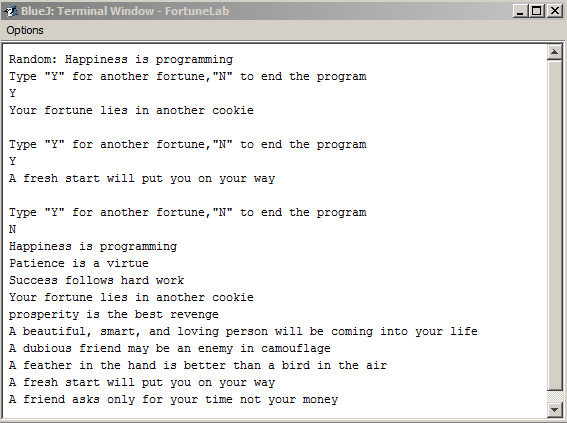 BlueJ: Terminal Window - FortuneLab
Options
Random: Happiness is programming
Type "Y" for another fortune,"N" to end the program
Y
Your fortune lies in another cookie
Type "Y" for another fortune,"N" to end the program
Y
A fresh start will put you on your way
Type "Y" for another fortune,"N" to end the program
N
Happiness is programming
Patience is a virtue
Success follows hard work
Your fortune lies in another cookie
prosperity is the best revenge
A beautiful, smart, and loving person will be coming into your life
A dubious friend may be an enemy in camouflage
A feather in the hand is better than a bird in the air
A fresh start will put you on your way
A friend asks only for your time not your money